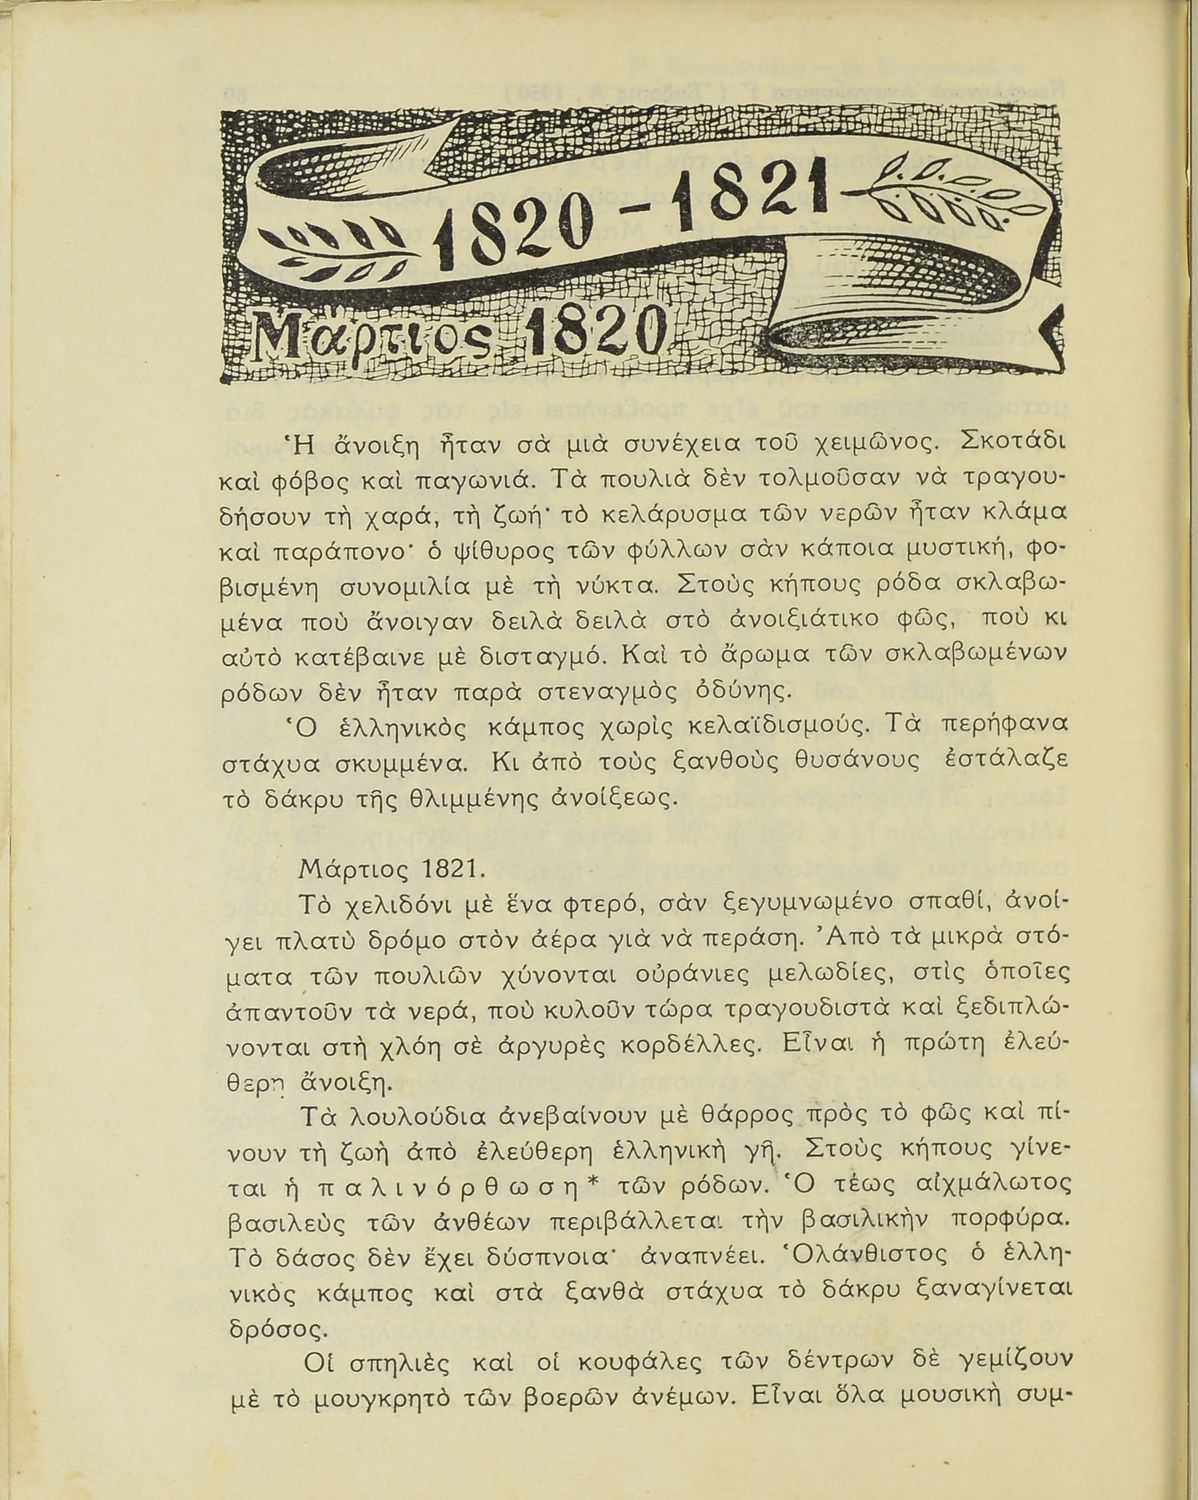 1820 - 1821
Μάρτιος 1820
Ἡ ἄνοιξη ἦταν σὰ μιὰ συνέχεια τοῦ χειμῶνος. Σκοτάδι
καὶ φόβος καὶ παγωνιά. Τὰ πουλιὰ δὲν τολμοῦσαν νὰ τραγου-
δήσουν τὴ χαρά, τὴ ζωή· τὸ κελάρυσμα τῶν νερῶν ἦταν κλάμα
καὶ παράπονο· ὁ ψίθυρος τῶν φύλλων σὰν κάποια μυστική, φο-
βισμένη συνομιλία μὲ τὴ νύκτα. Στοὺς κήπους ρόδα σκλαβω-
μένα ποὺ ἄνοιγαν δειλὰ δειλὰ στὸ ἀνοιξιάτικο φῶς, ποὺ κι
αὐτὸ κατέβαινε μὲ δισταγμό. Καὶ τὸ ἄρωμα τῶν σκλαβωμένων
ρόδων δὲν ἦταν παρὰ στεναγμὸς ὀδύνης.
Ὁ ἑλληνικὸς κάμπος χωρὶς κελαϊδισμούς. Τὰ περήφανα
στάχυα σκυμμένα. Κι ἀπὸ τοὺς ξανθοὺς θυσάνους ἐστάλαζε
τὸ δάκρυ τῆς θλιμμένης ἀνοίξεως.
Μάρτιος 1821.
Τὸ χελιδόνι μὲ ἕνα φτερό, σὰν ξεγυμνωμένο σπαθί, ἀνοί-
γει πλατὺ δρόμο στὸν ἀέρα γιὰ νὰ περάση. Ἀπὸ τὰ μικρὰ στό-
ματα τῶν πουλιῶν χύνονται οὐράνιες μελωδίες, στὶς ὁποῖες
ἀπαντοῦν τὰ νερά, ποὺ κυλοῦν τώρα τραγουδιστὰ καὶ ξεδιπλώ-
νονται στὴ χλόη σὲ ἀργυρὲς κορδέλλες. Εἶναι ἡ πρώτη ἐλεύ-
θερη ἄνοιξη.
Τὰ λουλούδια ἀνεβαίνουν μὲ θάρρος πρὸς τὸ φῶς καὶ πί-
νουν τὴ ζωὴ ἀπὸ ἐλεύθερη ἑλληνικὴ γῆ. Στοὺς κήπους γίνε-
ται ἡ παλινόρθωση* τῶν ρόδων. Ὁ τέως αἰχμάλωτος
βασιλεὺς τῶν ἀνθέων περιβάλλεται τὴν βασιλικὴν πορφύρα.
Τὸ δάσος δὲν ἔχει δύσπνοια· ἀναπνέει. Ὁλάνθιστος ὁ ἑλλη-
νικὸς κάμπος καὶ στὰ ξανθὰ στάχυα τὸ δάκρυ ξαναγίνεται
δρόσος.
Οἱ σπηλιὲς καὶ οἱ κουφάλες τῶν δέντρων δὲ γεμίζουν
μὲ τὸ μουγκρητὸ τῶν βοερῶν ἀνέμων. Εἶναι ὅλα μουσικὴ συμ-